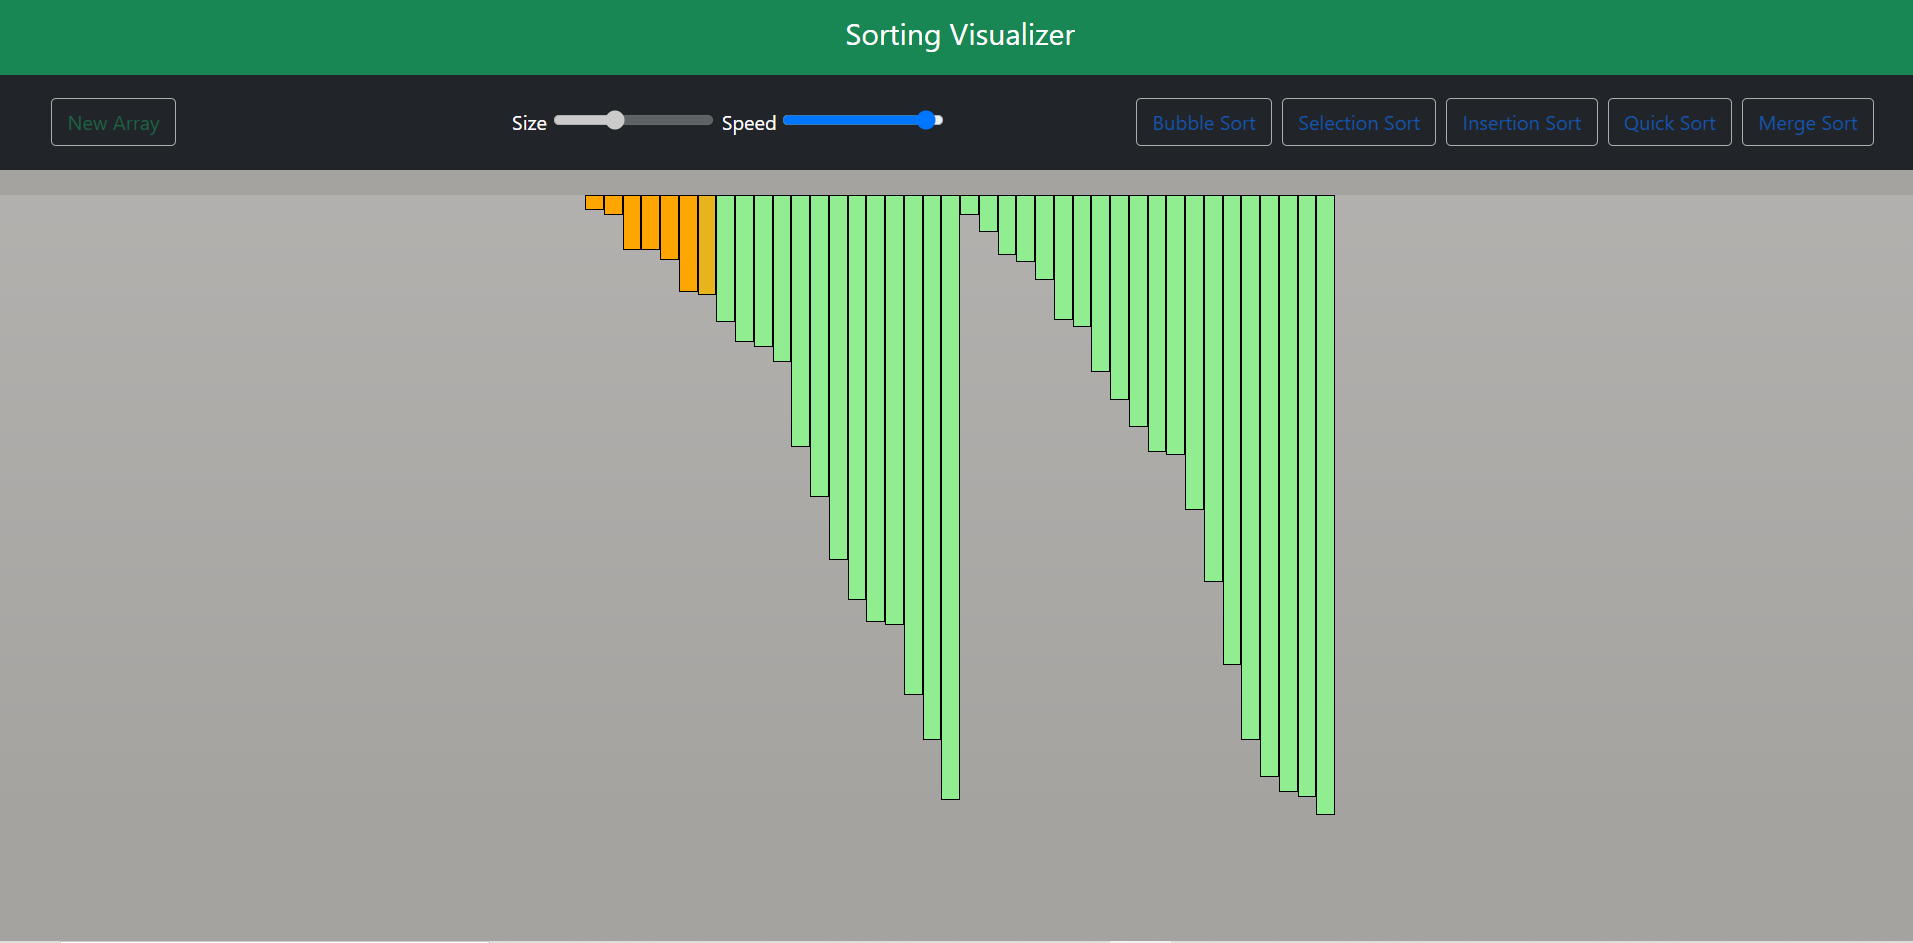 Sorting Visualizer
New Array
Size
Speed
Bubble Sort
Selection Sort
Insertion Sort
Quick Sort
Merge Sort